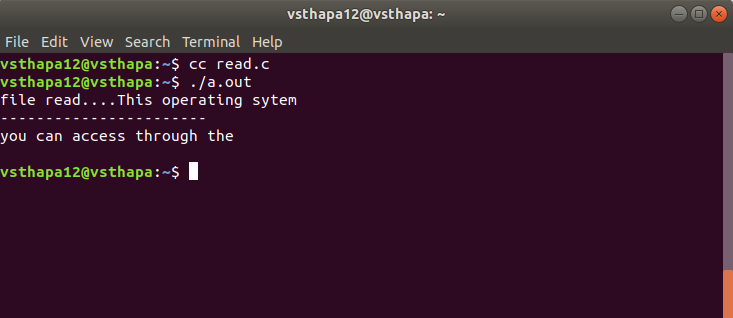 vsthapa12@vsthapa: ~
File Edit View Search Terminal Help
vsthapa12@vsthapa:~$ cc read.c
vsthapa12@vsthapa:~$ ./a.out
file read....This operating sytem
-----------------------
you can access through the
vsthapa12@vsthapa:~$